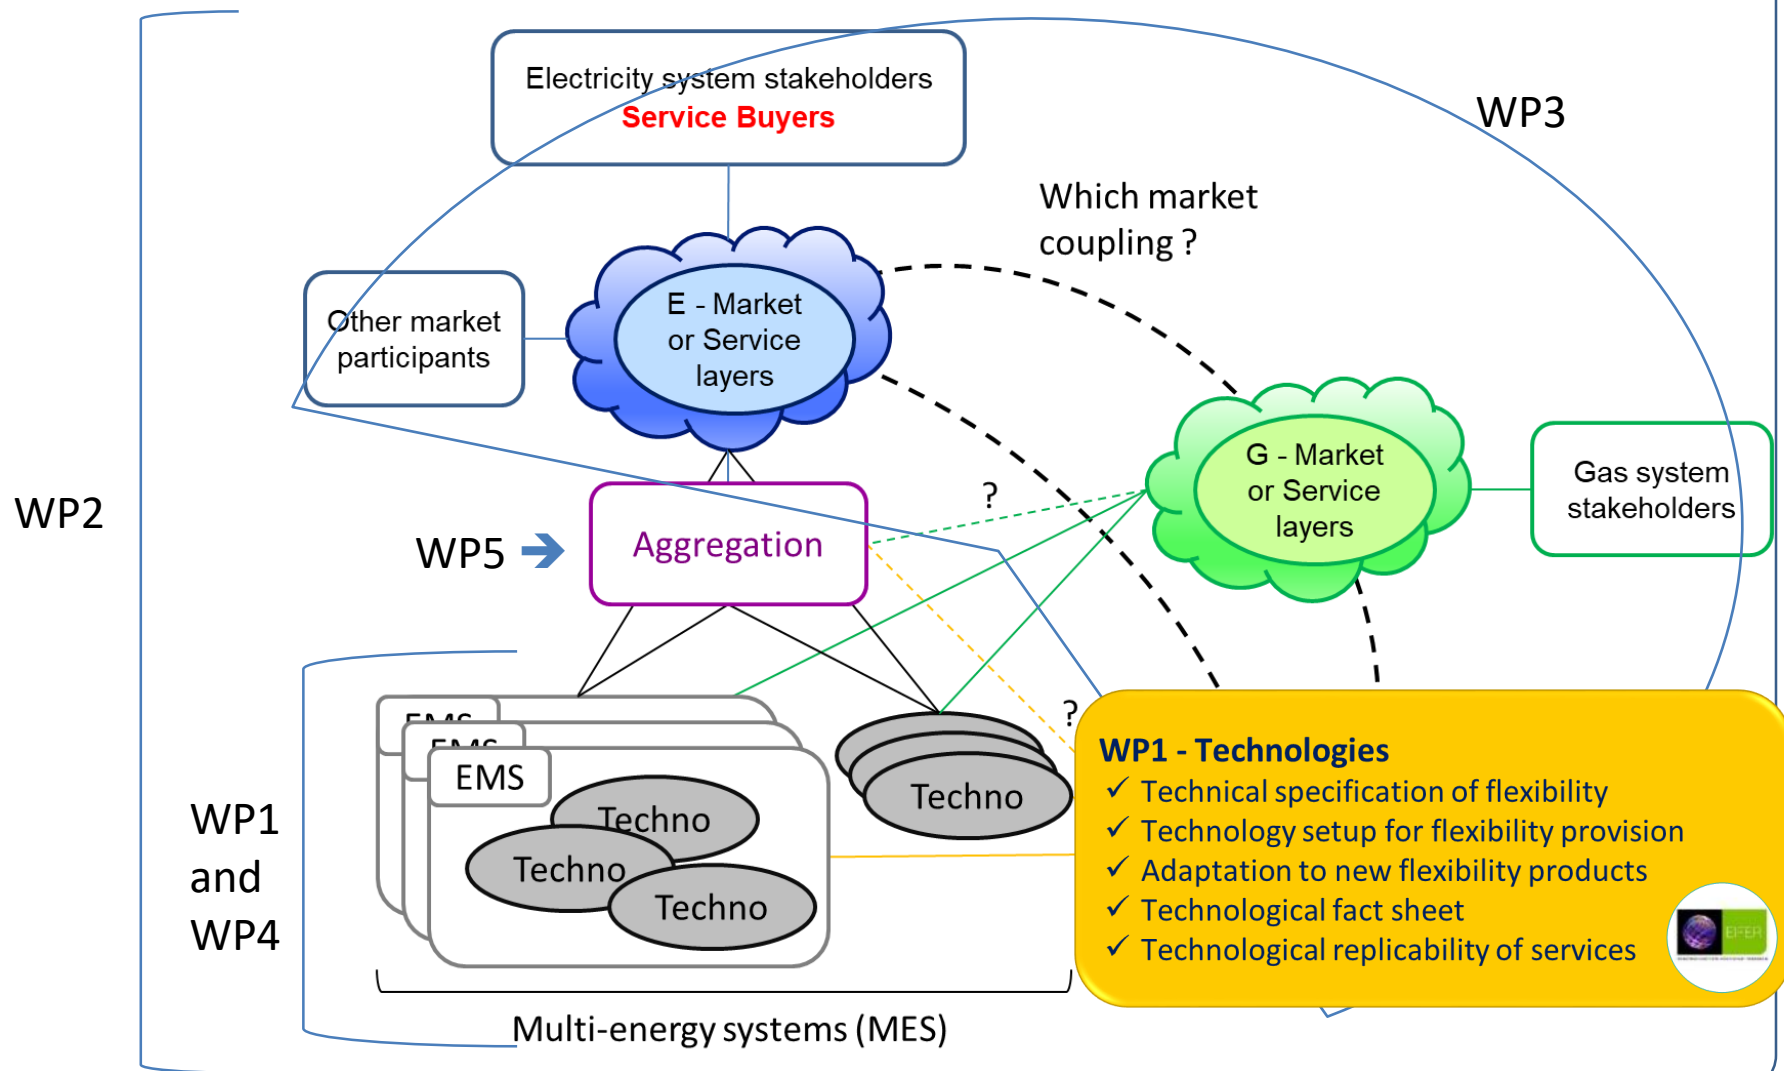 Electricity system stakeholders
Service Buyers
WP3
Which market
coupling ?
Other market
participants
E - Market
or Service
layers
G - Market
or Service
layers
Gas system
stakeholders
WP2
?
WP5
Aggregation
?
EMS
EMS
EMS
Techno
Techno
Techno
Techno
WP1
and
WP4
WP1 - Technologies
✓ Technical specification of flexibility
✓ Technology setup for flexibility provision
✓ Adaptation to new flexibility products
✓ Technological fact sheet
✓ Technological replicability of services
EIFER
Multi-energy systems (MES)